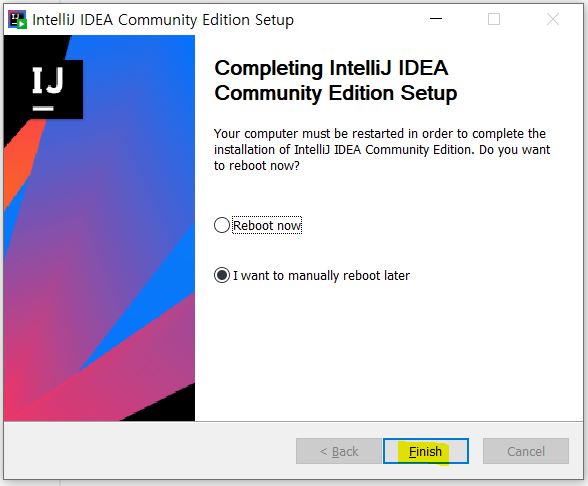 IntelliJ IDEA Community Edition Setup
IJ
Completing IntelliJ IDEA
Community Edition Setup
Your computer must be restarted in order to complete the
installation of IntelliJ IDEA Community Edition. Do you want
to reboot now?
Reboot now
I want to manually reboot later
< Back
Finish
Cancel